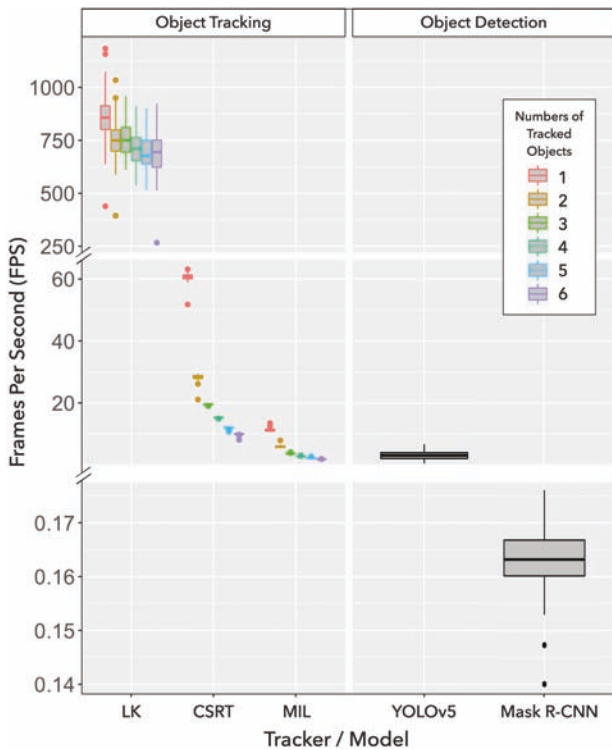 Object Tracking
Object Detection
1000
750
500
250
60
40
20
0.17
0.16
0.15
0.14
Frames Per Second (FPS)
Numbers of
Tracked
Objects
1
2
3
4
5
6
LK
CSRT
MIL
YOLOv5
Mask R-CNN
Tracker / Model